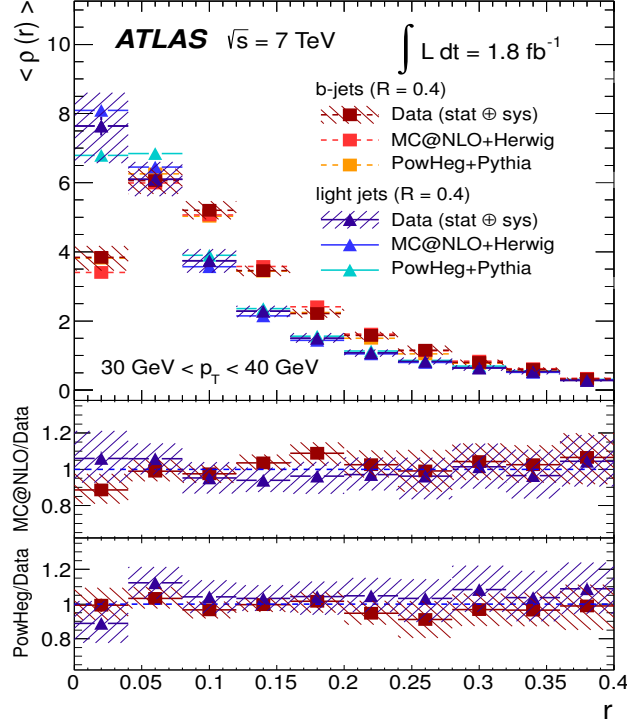 < ρ (r) >
ATLAS √s = 7 TeV
∫ L dt = 1.8 fb⁻¹
b-jets (R = 0.4)
Data (stat ⊕ sys)
MC@NLO+Herwig
PowHeg+Pythia
light jets (R = 0.4)
Data (stat ⊕ sys)
MC@NLO+Herwig
PowHeg+Pythia
30 GeV < p_T < 40 GeV
10
8
6
4
2
0
MC@NLO/Data
1.2
1
0.8
PowHeg/Data
1.2
1
0.8
0 0.05 0.1 0.15 0.2 0.25 0.3 0.35 0.4
r